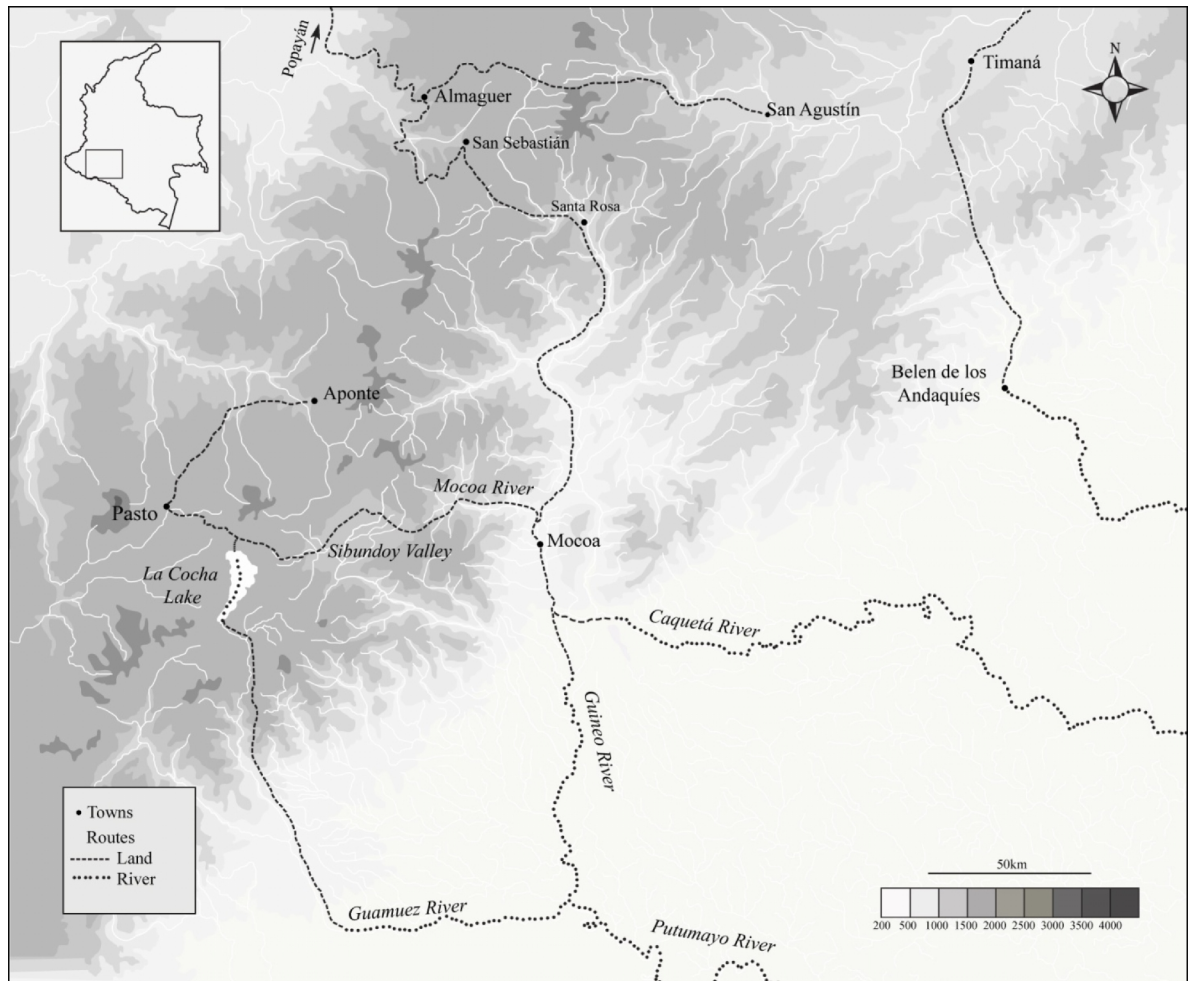 Popayán
N
Timaná
Almaguer
San Agustín
San Sebastián
Santa Rosa
Belen de los
Andaquíes
Aponte
Mocoa River
Pasto
Mocoa
Sibundoy Valley
La Cocha
Lake
Caquetá River
Guineo River
Towns
Routes
Land
River
50km
200 500 1000 1500 2000 2500 3000 3500 4000
Guamuez River
Putumayo River